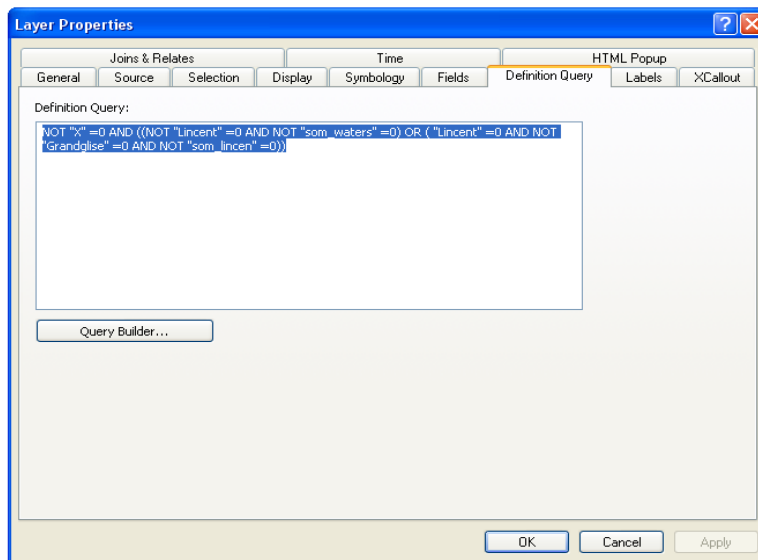 Layer Properties
Joins & Relates Time HTML Popup
General Source Selection Display Symbology Fields Definition Query Labels XCallout
Definition Query:
NOT "X" =0 AND ((NOT "Lincent" =0 AND NOT "som_waters" =0) OR ( "Lincent" =0 AND NOT
"Grandglise" =0 AND NOT "som_lincen" =0))
Query Builder...
OK Cancel Apply